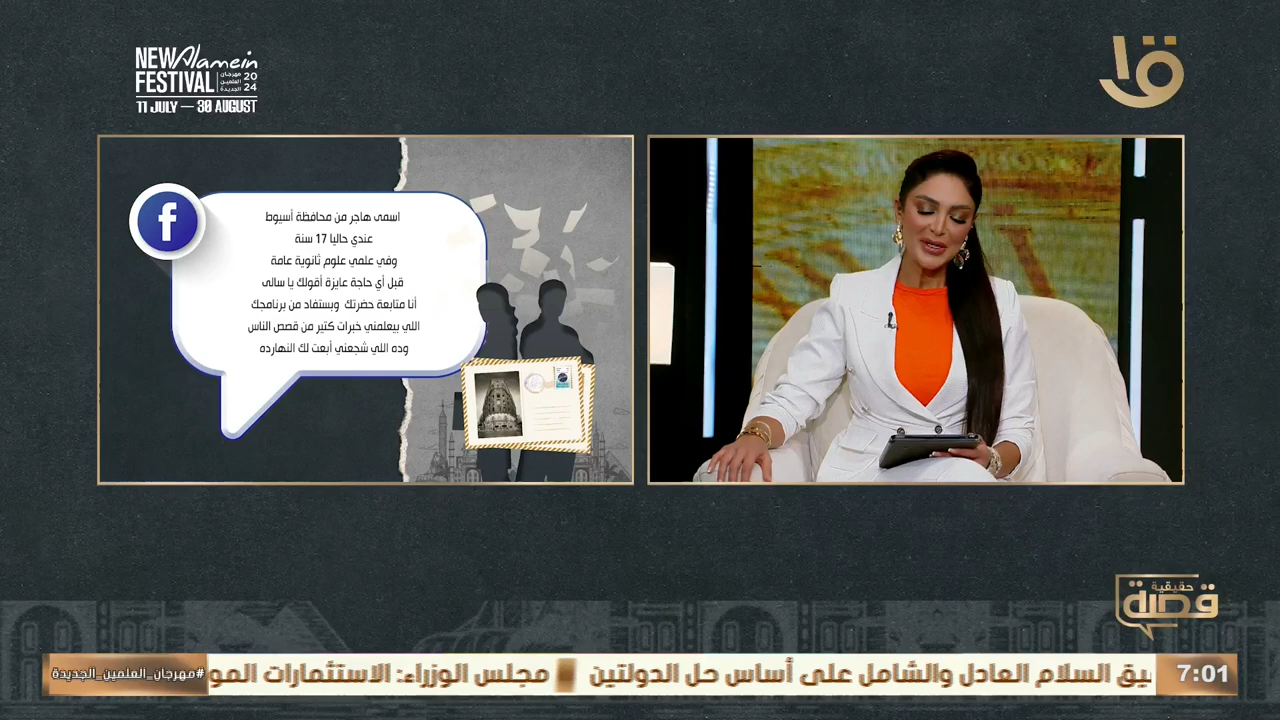 NEW Alamein
FESTIVAL
مهرجان
العلمين
الجديدة
20
24
11 JULY — 30 AUGUST
f
اسمى هاجر من محافظة أسيوط
عندي حاليا 17 سنة
وفي علمي علوم ثانوية عامة
قبل أي حاجة عايزة أقولك يا سالى
أنا متابعة حضرتك وبستفاد من برنامجك
اللي بيعلمني خبرات كتير من قصص الناس
وده اللي شجعني أبعت لك النهارده
قصة
حقيقية
7:01
يق السلام العادل والشامل على أساس حل الدولتين
مجلس الوزراء: الاستثمارات المو
#مهرجان_العلمين_الجديدة